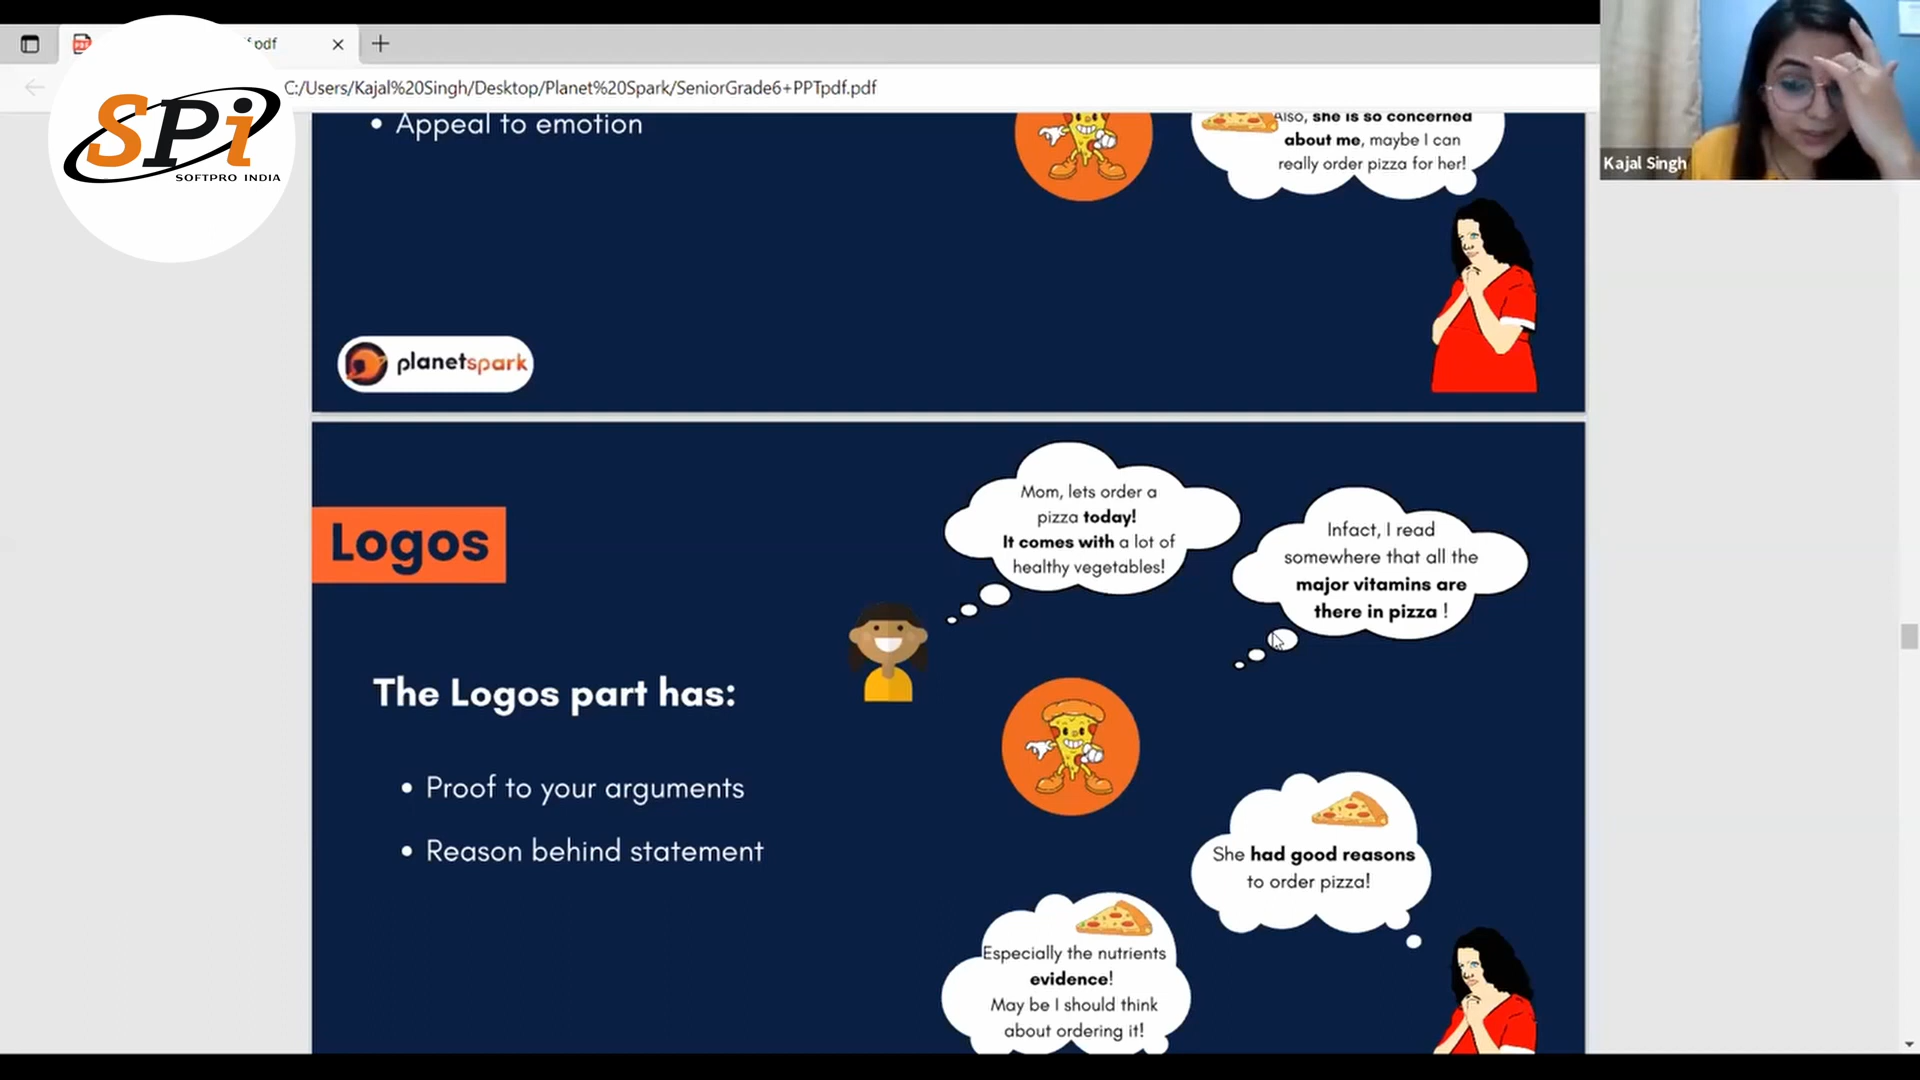 f.pdf
C:/Users/Kajal%20Singh/Desktop/Planet%20Spark/SeniorGrade6+PPTpdf.pdf
SPi
SOFTPRO INDIA
Kajal Singh
• Appeal to emotion
Also, she is so concerned
about me, maybe I can
really order pizza for her!
planetspark
Logos
Mom, lets order a
pizza today!
It comes with a lot of
healthy vegetables!
Infact, I read
somewhere that all the
major vitamins are
there in pizza !
The Logos part has:
• Proof to your arguments
• Reason behind statement
She had good reasons
to order pizza!
Especially the nutrients
evidence!
May be I should think
about ordering it!